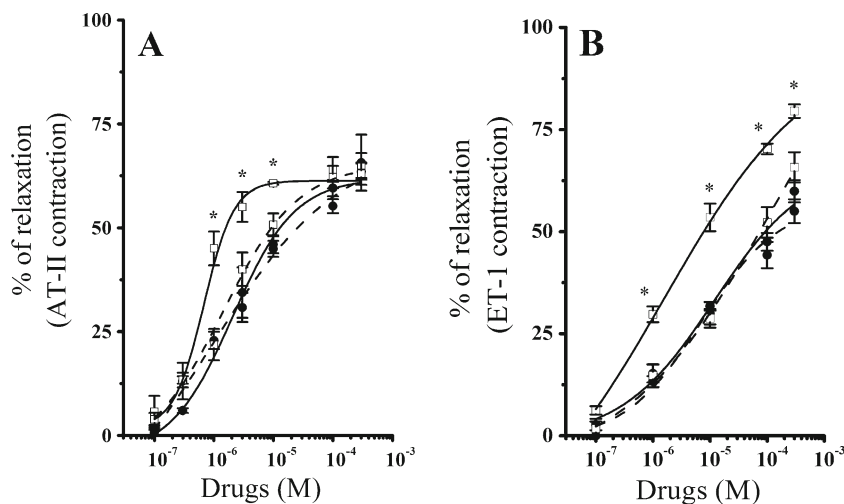 A
% of relaxation
(AT-II contraction)
100
75
50
25
0
* * *
10-7 10-6 10-5 10-4 10-3
Drugs (M)
B
% of relaxation
(ET-1 contraction)
100
75
50
25
0
* * * * *
10-7 10-6 10-5 10-4 10-3
Drugs (M)